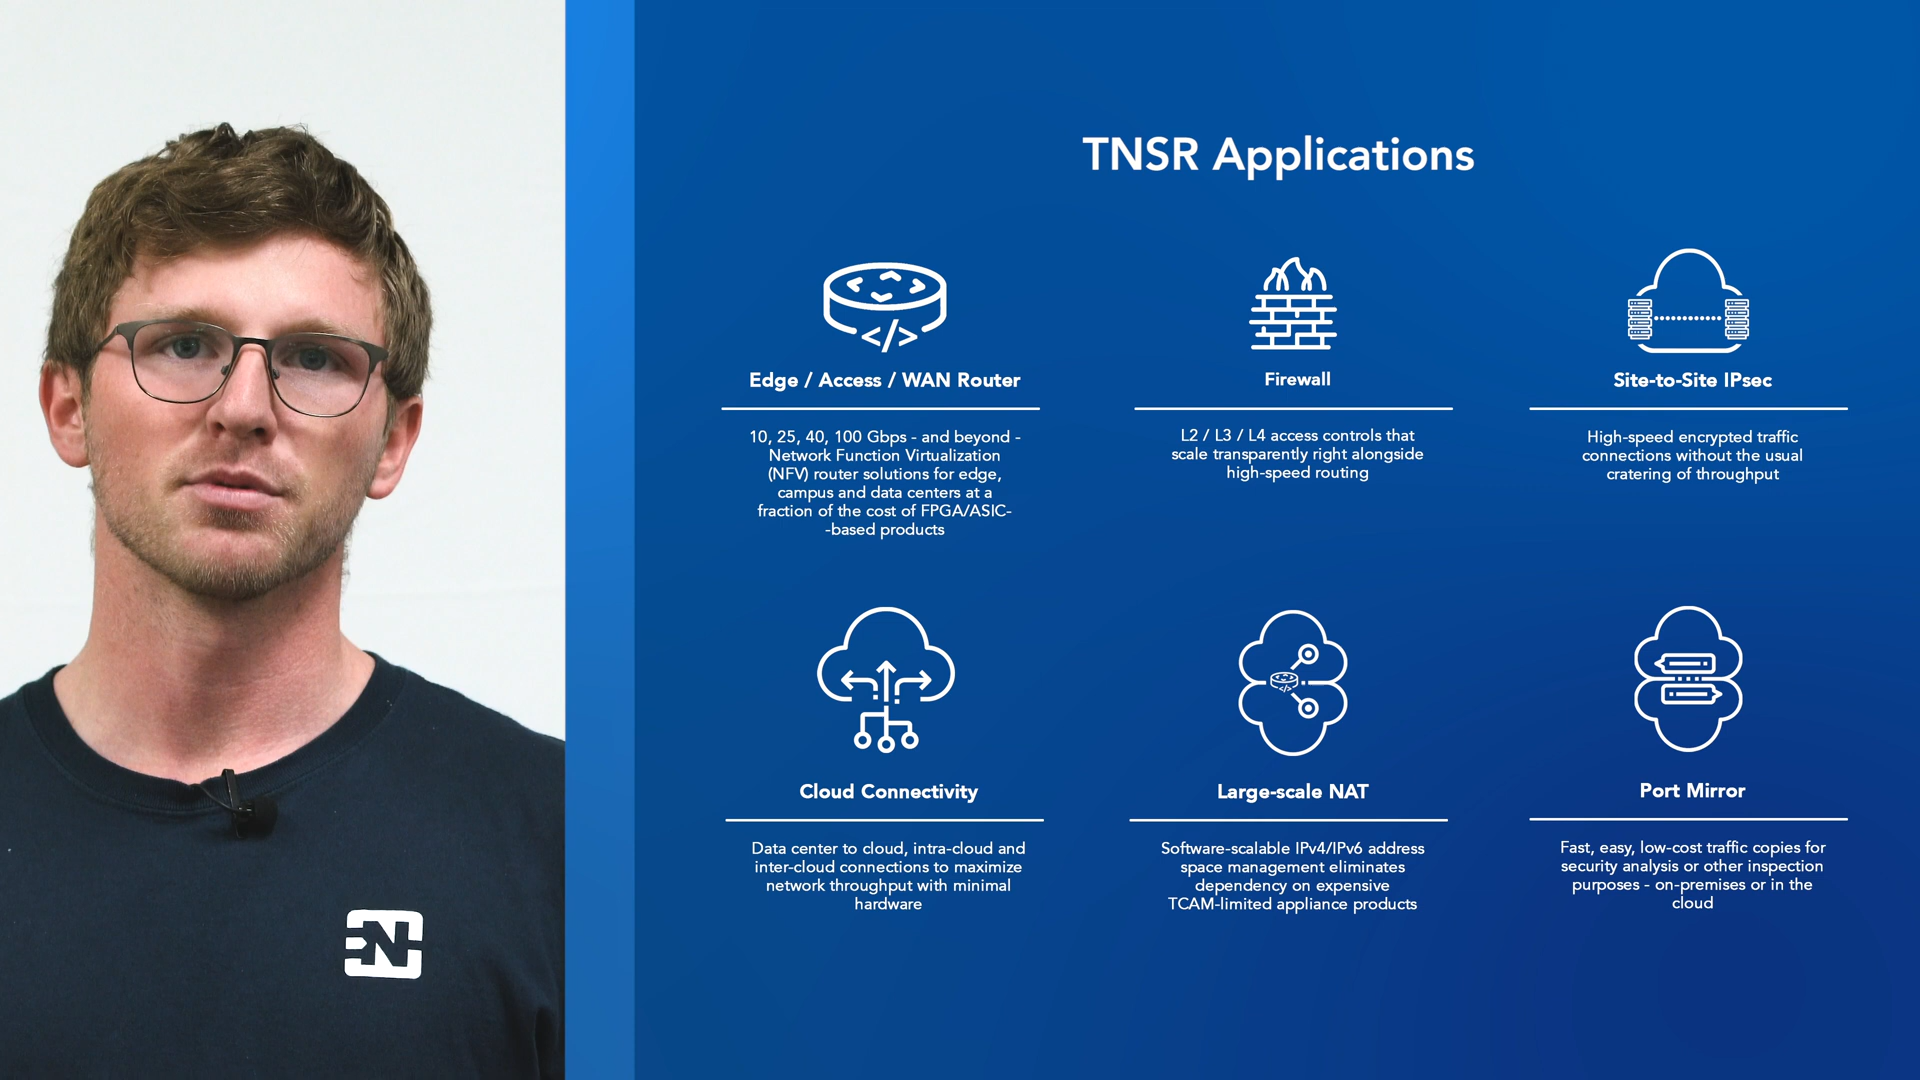 TNSR Applications
Edge / Access / WAN Router
10, 25, 40, 100 Gbps - and beyond -
Network Function Virtualization
(NFV) router solutions for edge,
campus and data centers at a
fraction of the cost of FPGA/ASIC-
-based products
Firewall
L2 / L3 / L4 access controls that
scale transparently right alongside
high-speed routing
Site-to-Site IPsec
High-speed encrypted traffic
connections without the usual
cratering of throughput
Cloud Connectivity
Data center to cloud, intra-cloud and
inter-cloud connections to maximize
network throughput with minimal
hardware
Large-scale NAT
Software-scalable IPv4/IPv6 address
space management eliminates
dependency on expensive
TCAM-limited appliance products
Port Mirror
Fast, easy, low-cost traffic copies for
security analysis or other inspection
purposes - on-premises or in the
cloud
N